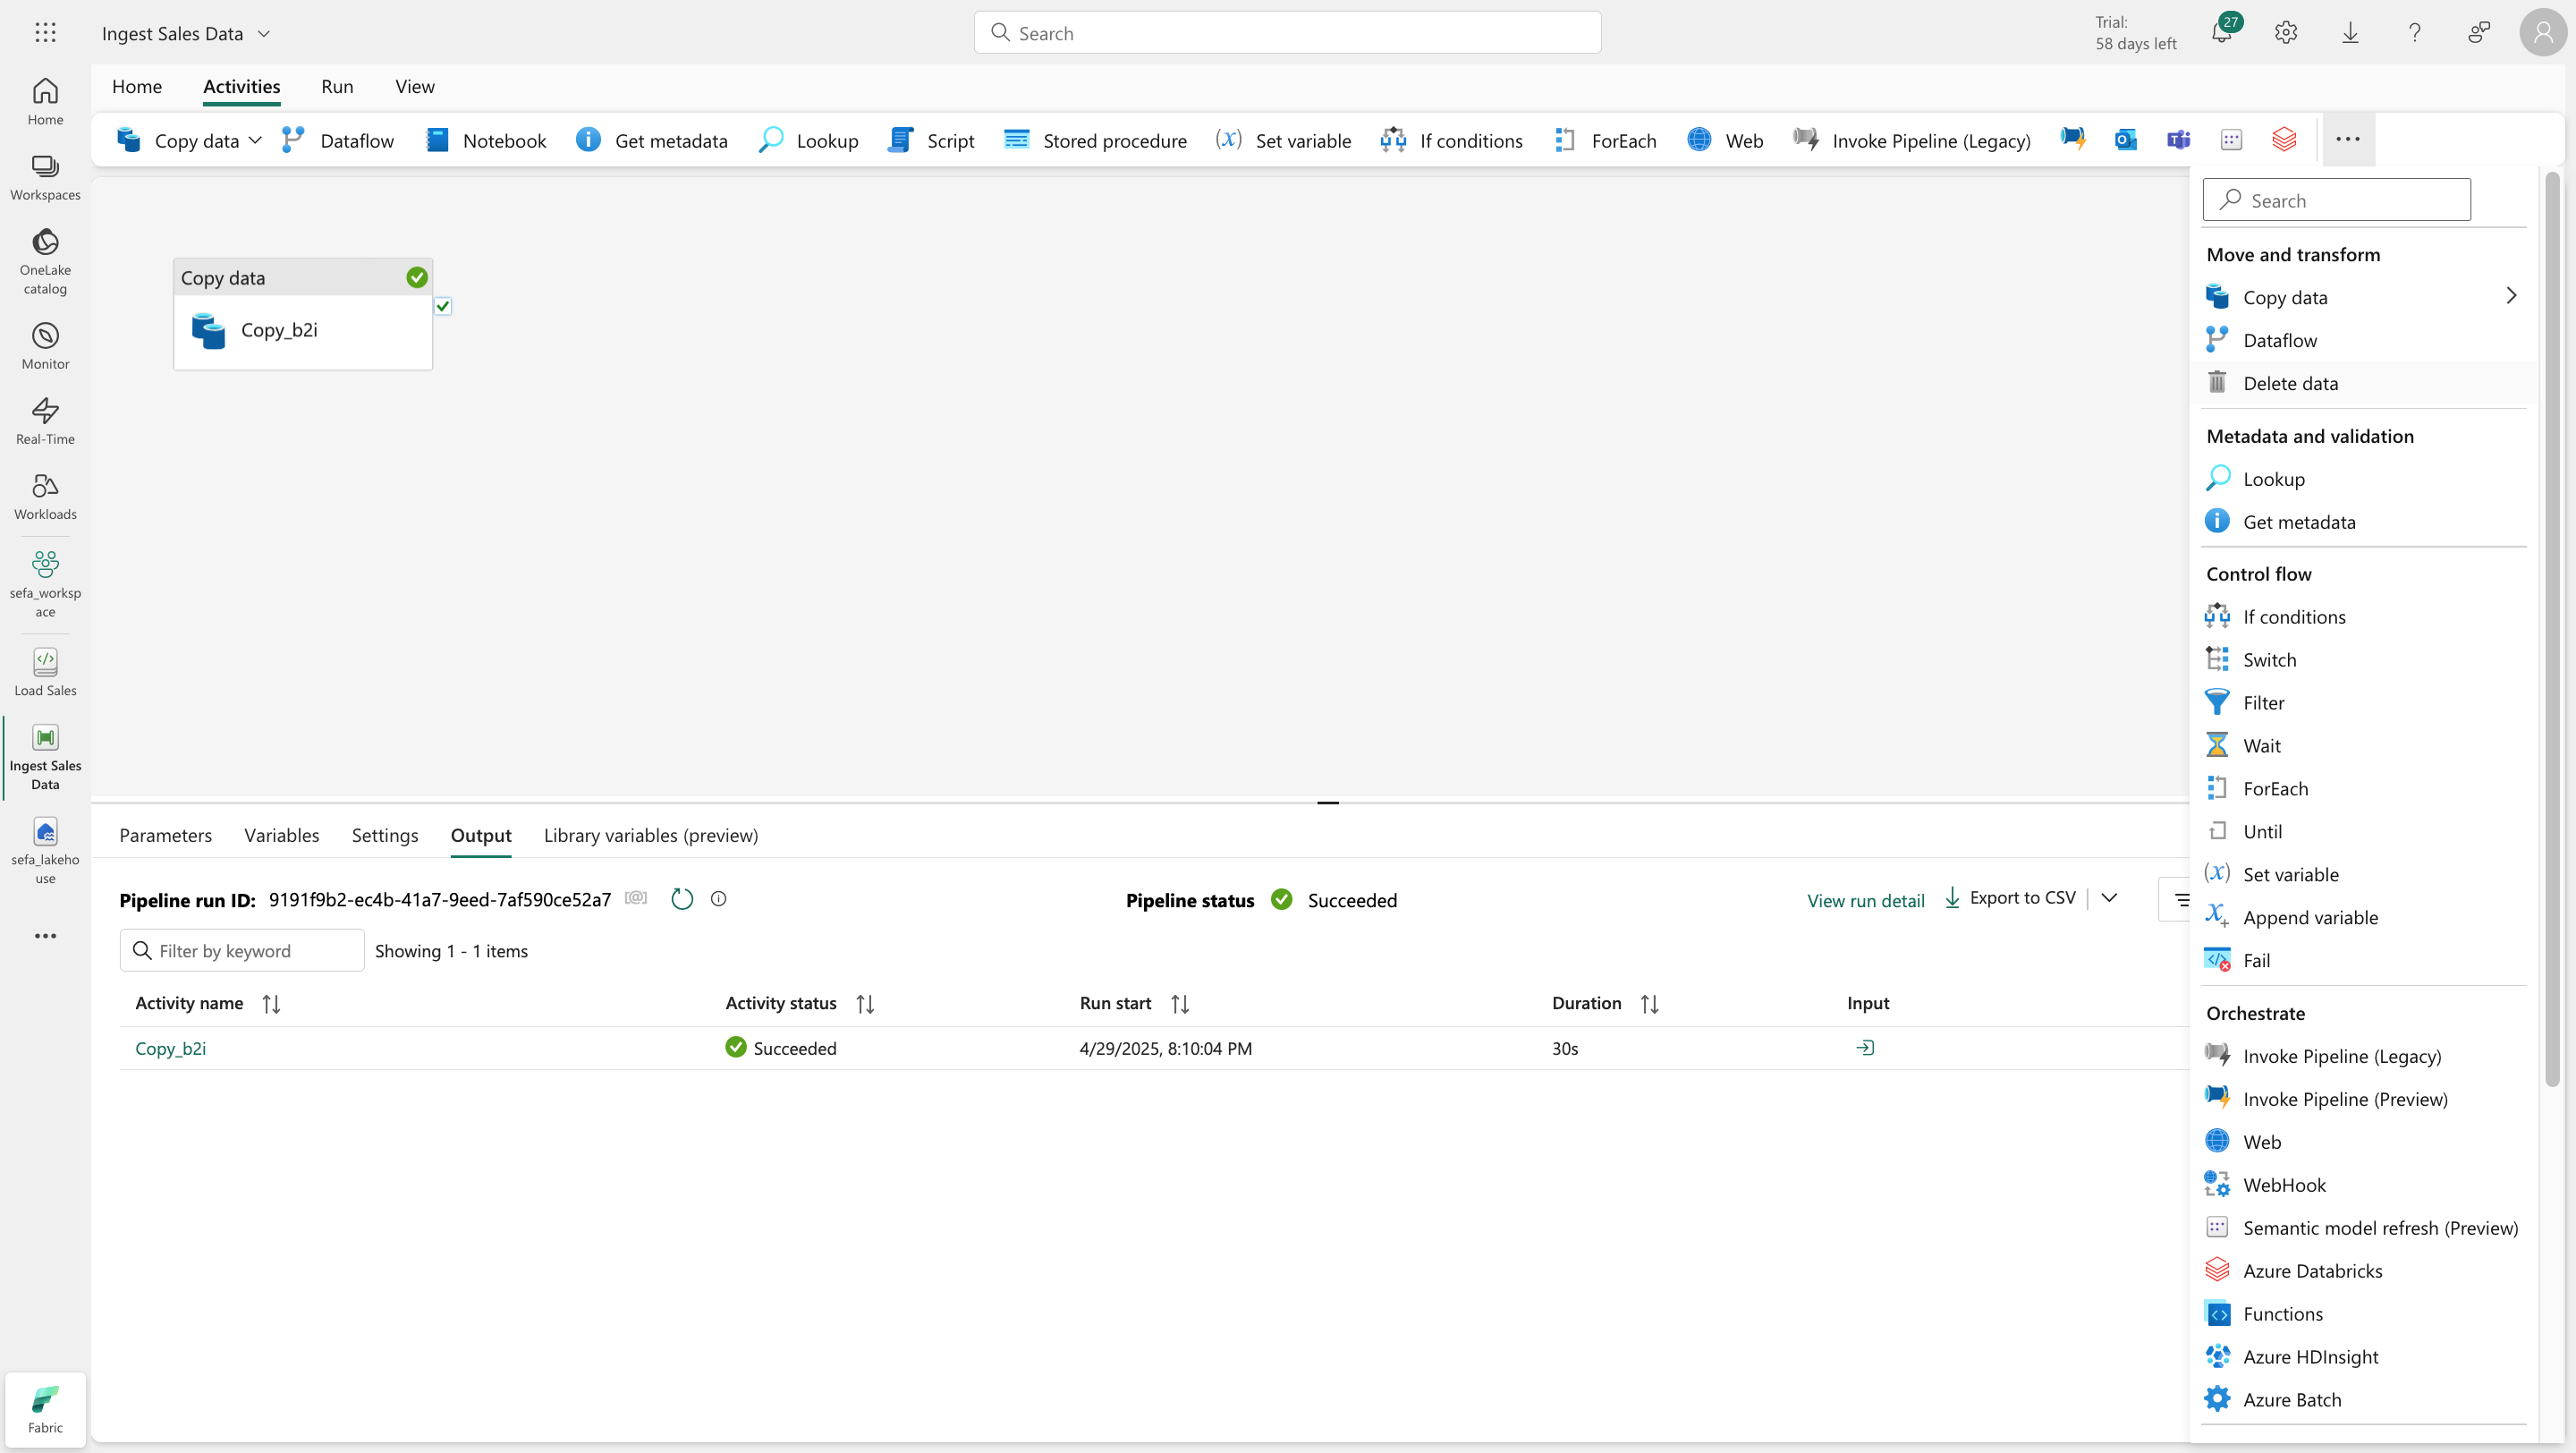 Ingest Sales Data
Search
Trial:
58 days left
27
Home
Activities
Run
View
Copy data
Dataflow
Notebook
Get metadata
Lookup
Script
Stored procedure
Set variable
If conditions
ForEach
Web
Invoke Pipeline (Legacy)
Home
Workspaces
OneLake
catalog
Monitor
Real-Time
Workloads
sefa_worksp
ace
Load Sales
Ingest Sales
Data
sefa_lakeho
use
Fabric
Copy data
Copy_b2i
Parameters
Variables
Settings
Output
Library variables (preview)
Pipeline run ID: 9191f9b2-ec4b-41a7-9eed-7af590ce52a7
Pipeline status Succeeded
View run detail
Export to CSV
Filter by keyword
Showing 1 - 1 items
Activity name Activity status Run start Duration Input
Copy_b2i Succeeded 4/29/2025, 8:10:04 PM 30s
Search
Move and transform
Copy data
Dataflow
Delete data
Metadata and validation
Lookup
Get metadata
Control flow
If conditions
Switch
Filter
Wait
ForEach
Until
Set variable
Append variable
Fail
Orchestrate
Invoke Pipeline (Legacy)
Invoke Pipeline (Preview)
Web
WebHook
Semantic model refresh (Preview)
Azure Databricks
Functions
Azure HDInsight
Azure Batch